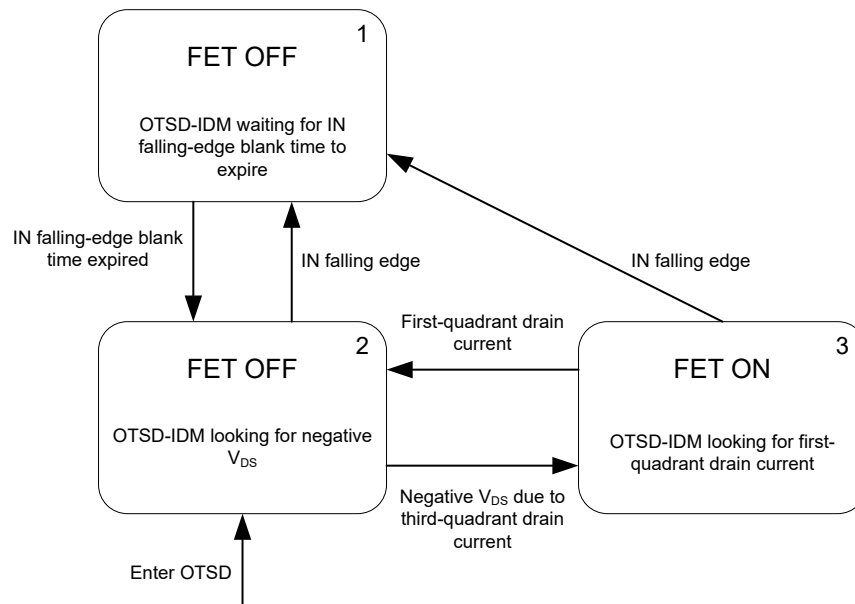 1
FET OFF
OTSD-IDM waiting for IN
falling-edge blank time to
expire
IN falling-edge blank
time expired
IN falling edge
IN falling edge
First-quadrant drain
current
2
FET OFF
OTSD-IDM looking for negative
VDS
3
FET ON
OTSD-IDM looking for first-
quadrant drain current
Negative VDS due to
third-quadrant drain
current
Enter OTSD